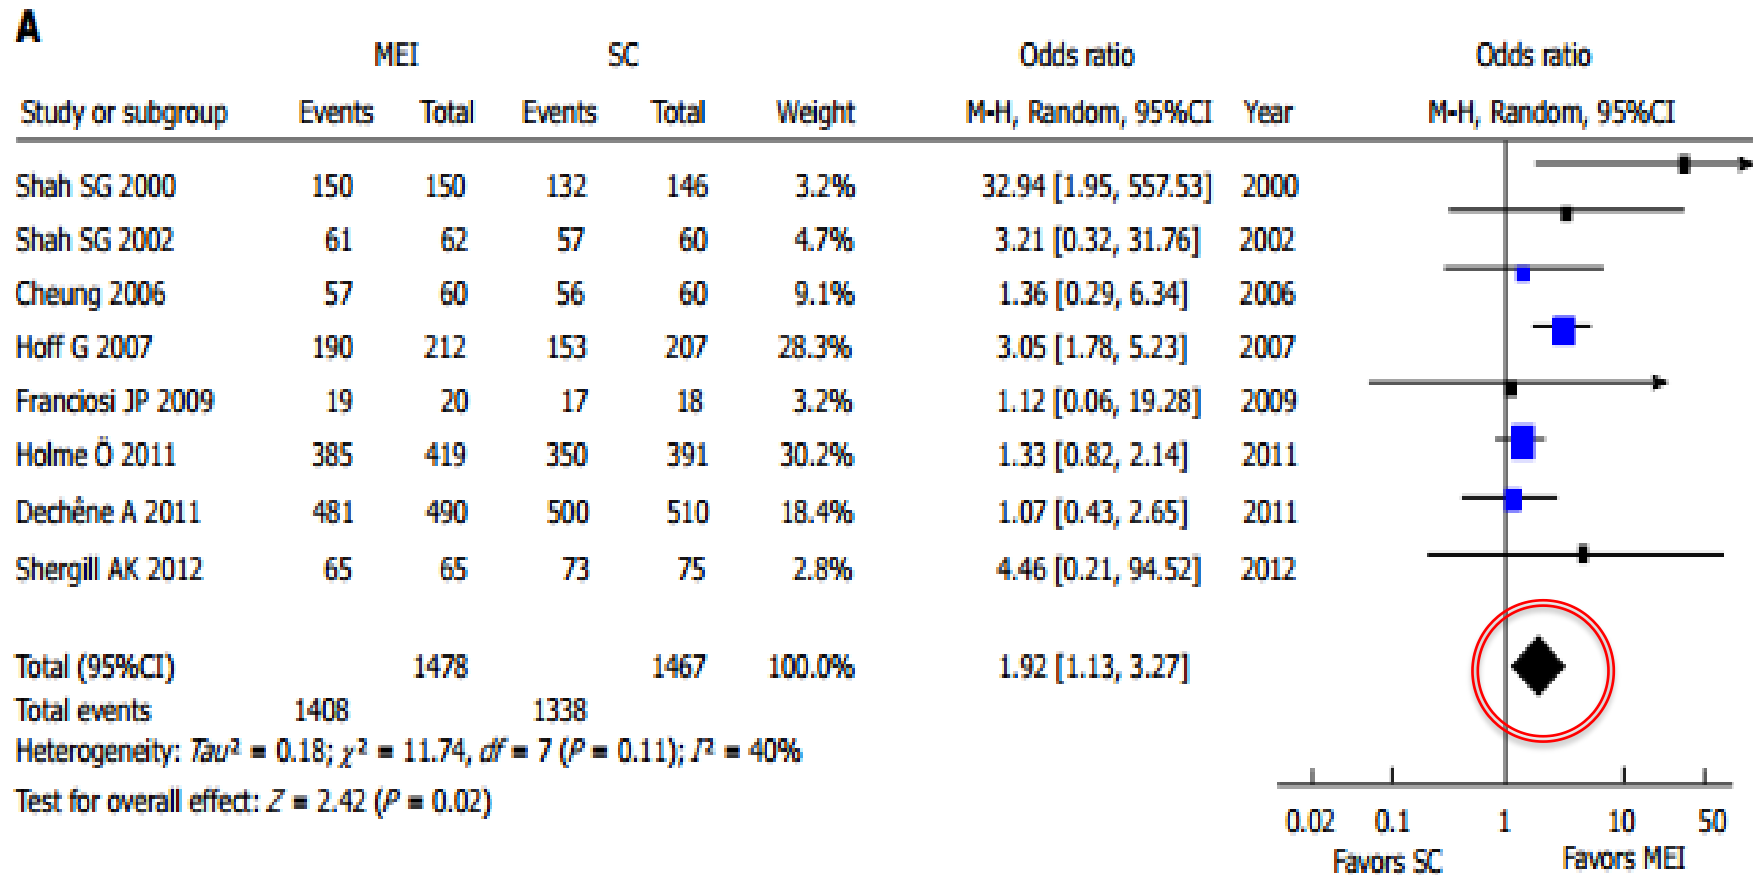 A
MEI SC Odds ratio Odds ratio
Study or subgroup Events Total Events Total Weight M-H, Random, 95%CI Year M-H, Random, 95%CI
Shah SG 2000 150 150 132 146 3.2% 32.94 [1.95, 557.53] 2000
Shah SG 2002 61 62 57 60 4.7% 3.21 [0.32, 31.76] 2002
Cheung 2006 57 60 56 60 9.1% 1.36 [0.29, 6.34] 2006
Hoff G 2007 190 212 153 207 28.3% 3.05 [1.78, 5.23] 2007
Franciosi JP 2009 19 20 17 18 3.2% 1.12 [0.06, 19.28] 2009
Holme Ö 2011 385 419 350 391 30.2% 1.33 [0.82, 2.14] 2011
Dechêne A 2011 481 490 500 510 18.4% 1.07 [0.43, 2.65] 2011
Shergill AK 2012 65 65 73 75 2.8% 4.46 [0.21, 94.52] 2012
Total (95%CI) 1478 1467 100.0% 1.92 [1.13, 3.27]
Total events 1408 1338
Heterogeneity: Tau² = 0.18; χ² = 11.74, df = 7 (P = 0.11); I² = 40%
Test for overall effect: Z = 2.42 (P = 0.02)
0.02 0.1 1 10 50
Favors SC Favors MEI